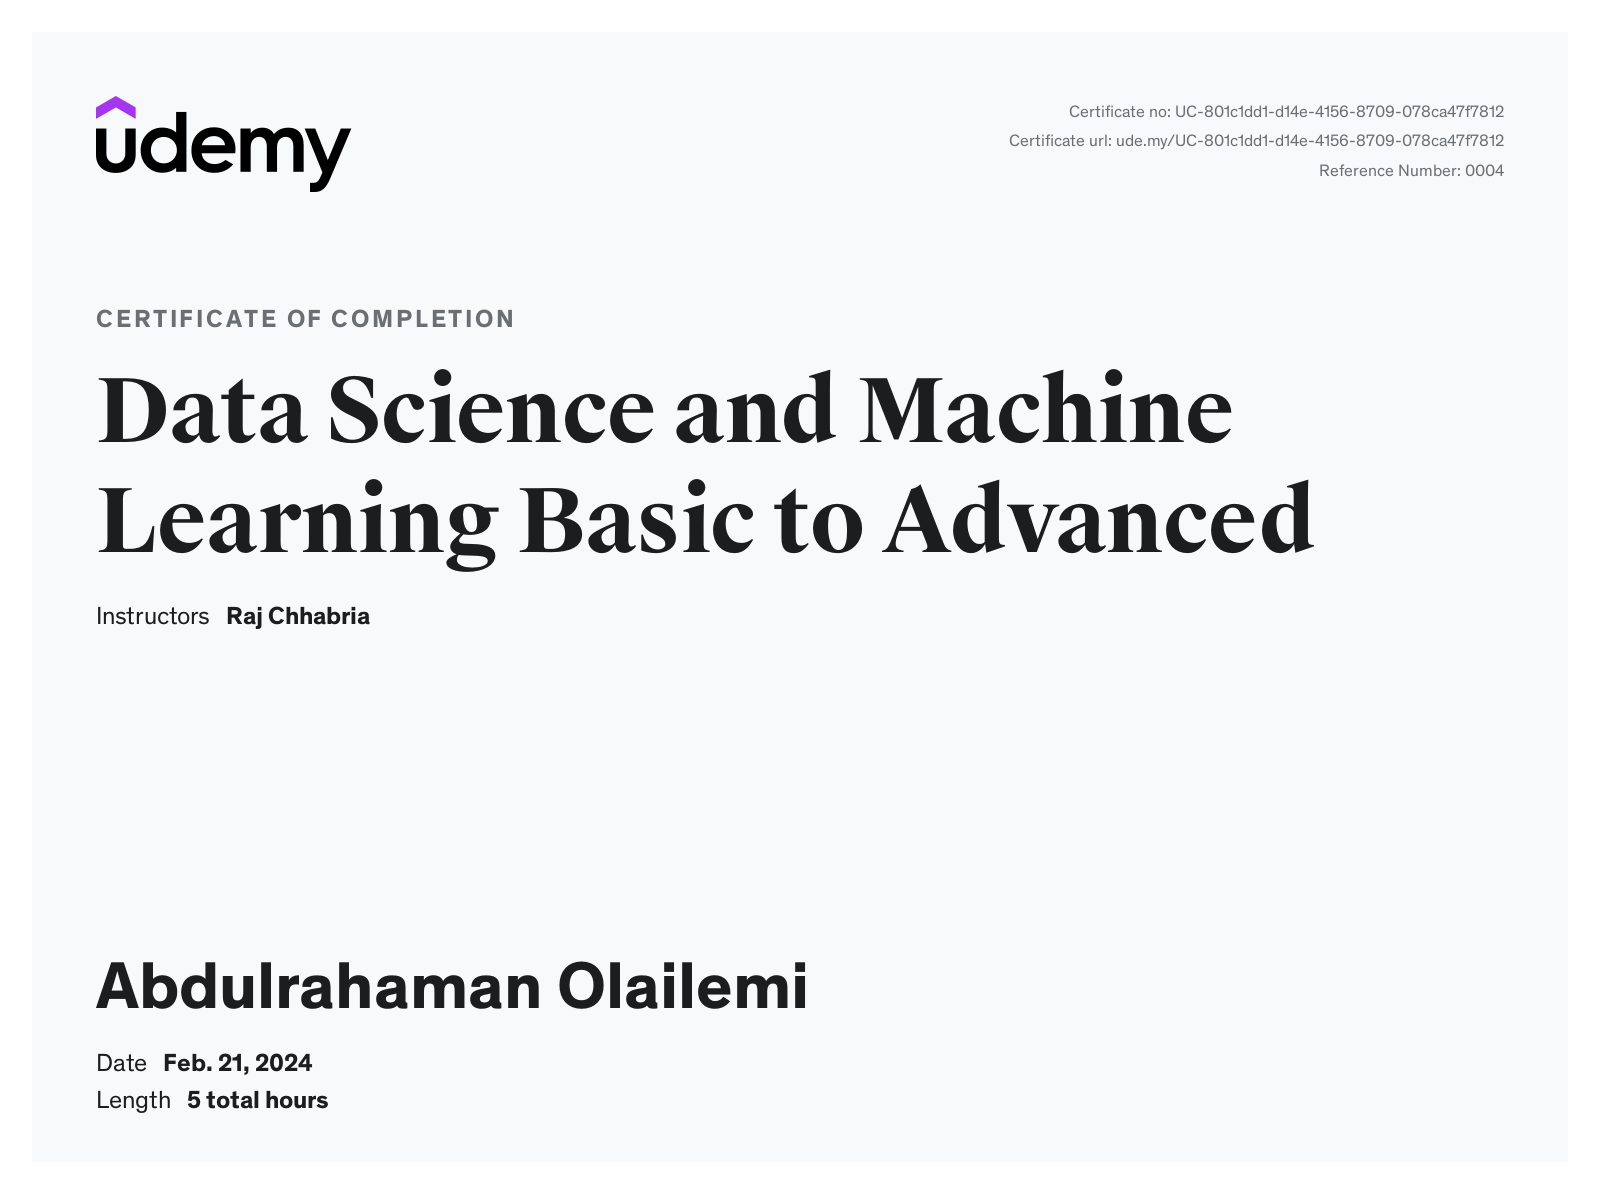 udemy
Certificate no: UC-801c1dd1-d14e-4156-8709-078ca47f7812
Certificate url: ude.my/UC-801c1dd1-d14e-4156-8709-078ca47f7812
Reference Number: 0004
CERTIFICATE OF COMPLETION
Data Science and Machine
Learning Basic to Advanced
Instructors Raj Chhabria
Abdulrahaman Olailemi
Date Feb. 21, 2024
Length 5 total hours